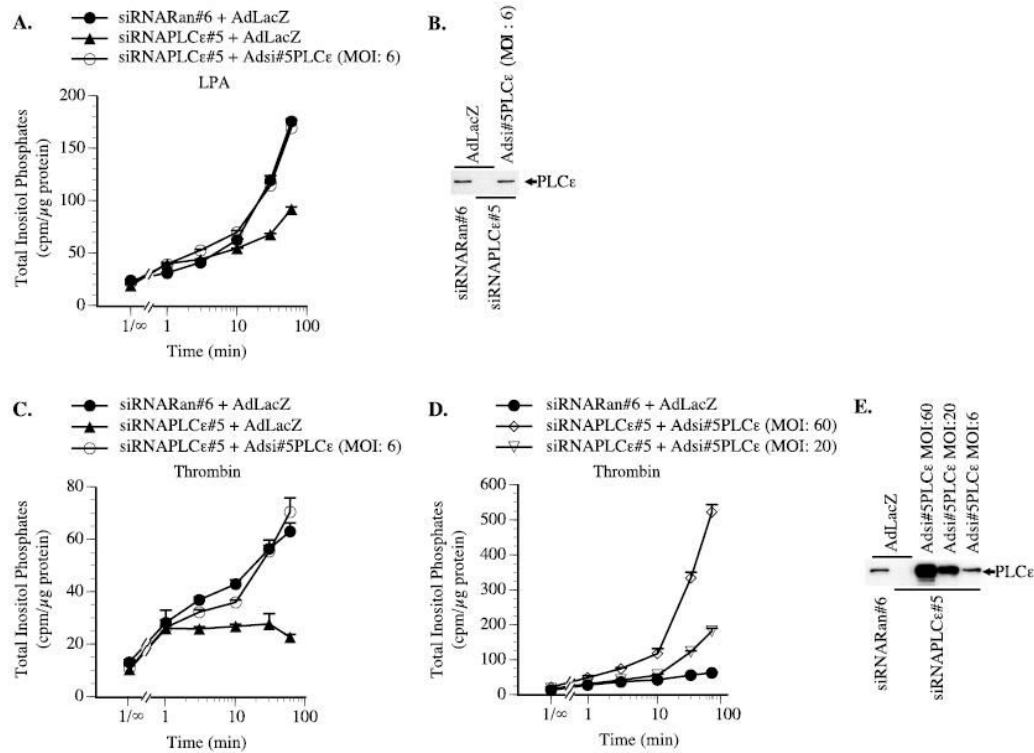 A.
siRNARan#6 + AdLacZ
siRNAPLCε#5 + AdLacZ
siRNAPLCε#5 + Adsi#5PLCε (MOI: 6)
LPA
Total Inositol Phosphates
(cpm/µg protein)
200
150
100
50
0
1/∞ 1 10 100
Time (min)
B.
AdLacZ
Adsi#5PLCε (MOI : 6)
PLCε
siRNARan#6
siRNAPLCε#5
C.
siRNARan#6 + AdLacZ
siRNAPLCε#5 + AdLacZ
siRNAPLCε#5 + Adsi#5PLCε (MOI: 6)
Thrombin
Total Inositol Phosphates
(cpm/µg protein)
80
60
40
20
0
1/∞ 1 10 100
Time (min)
D.
siRNARan#6 + AdLacZ
siRNAPLCε#5 + Adsi#5PLCε (MOI: 60)
siRNAPLCε#5 + Adsi#5PLCε (MOI: 20)
Thrombin
Total Inositol Phosphates
(cpm/µg protein)
600
500
400
300
200
100
0
1/∞ 1 10 100
Time (min)
E.
AdLacZ
Adsi#5PLCε MOI:60
Adsi#5PLCε MOI:20
Adsi#5PLCε MOI:6
PLCε
siRNARan#6
siRNAPLCε#5